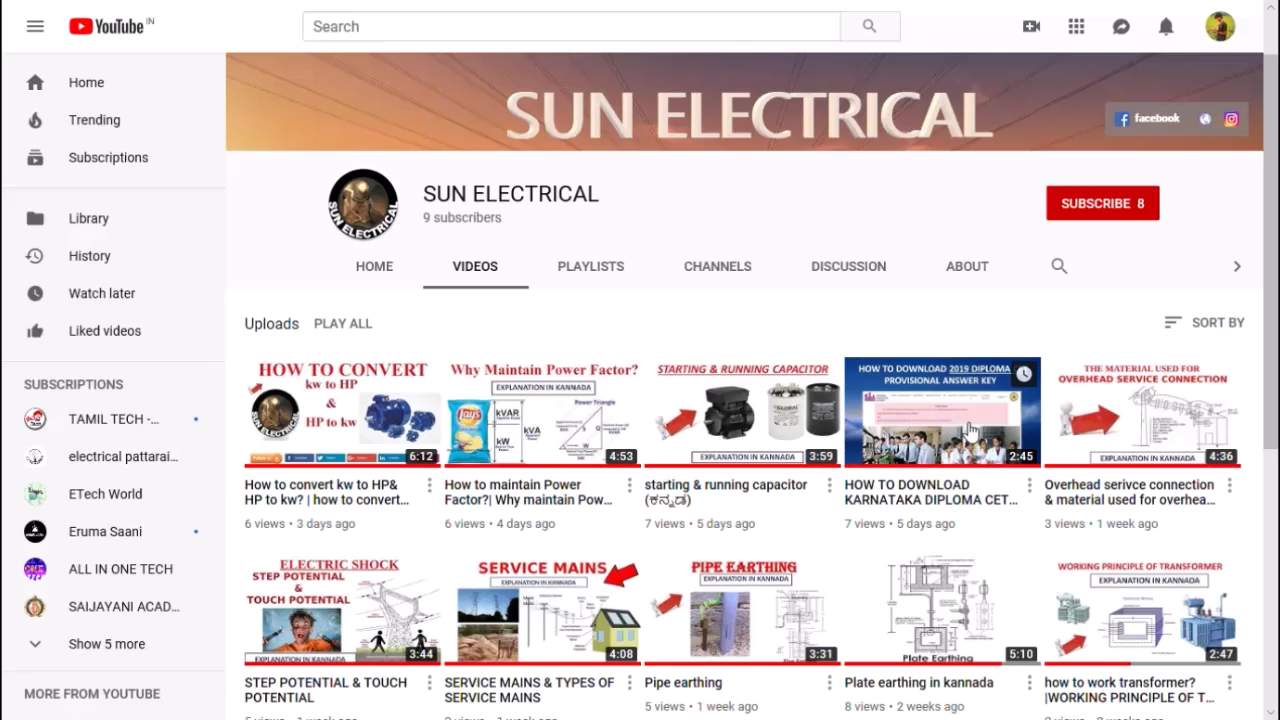 YouTube IN
Search
Home
Trending
Subscriptions
Library
History
Watch later
Liked videos
SUBSCRIPTIONS
TAMIL TECH -...
electrical pattarai...
ETech World
Eruma Saani
ALL IN ONE TECH
SAIJAYANI ACAD...
Show 5 more
MORE FROM YOUTUBE
SUN ELECTRICAL
facebook
SUN ELECTRICAL
SUN ELECTRICAL
9 subscribers
SUBSCRIBE 8
HOME VIDEOS PLAYLISTS CHANNELS DISCUSSION ABOUT
Uploads PLAY ALL
SORT BY
HOW TO CONVERT
kw to HP
&
HP to kw
SUN ELECTRICAL
6:12
How to convert kw to HP&
HP to kw? | how to convert...
6 views • 3 days ago
Why Maintain Power Factor?
EXPLANATION IN KANNADA
Power Triangle
Lays
kVAR
kW
kVA
4:53
How to maintain Power
Factor?| Why maintain Pow...
6 views • 4 days ago
STARTING & RUNNING CAPACITOR
GLOBAL
EXPLANATION IN KANNADA
3:59
starting & running capacitor
(ಕನ್ನಡ)
7 views • 5 days ago
HOW TO DOWNLOAD 2019 DIPLOMA
PROVISIONAL ANSWER KEY
2:45
HOW TO DOWNLOAD
KARNATAKA DIPLOMA CET...
7 views • 5 days ago
THE MATERIAL USED FOR
OVERHEAD SERVICE CONNECTION
EXPLANATION IN KANNADA
4:36
Overhead serivce connection
& material used for overhea...
3 views • 1 week ago
ELECTRIC SHOCK
STEP POTENTIAL
&
TOUCH POTENTIAL
EXPLANATION IN KANNADA
3:44
STEP POTENTIAL & TOUCH
POTENTIAL
5 views • 1 week ago
SERVICE MAINS
EXPLANATION IN KANNADA
4:08
SERVICE MAINS & TYPES OF
SERVICE MAINS
PIPE EARTHING
EXPLANATION IN KANNADA
3:31
Pipe earthing
5 views • 1 week ago
Plate Earthing
5:10
Plate earthing in kannada
8 views • 2 weeks ago
WORKING PRINCIPLE OF TRANSFORMER
EXPLANATION IN KANNADA
2:47
how to work transformer?
|WORKING PRINCIPLE OF T...